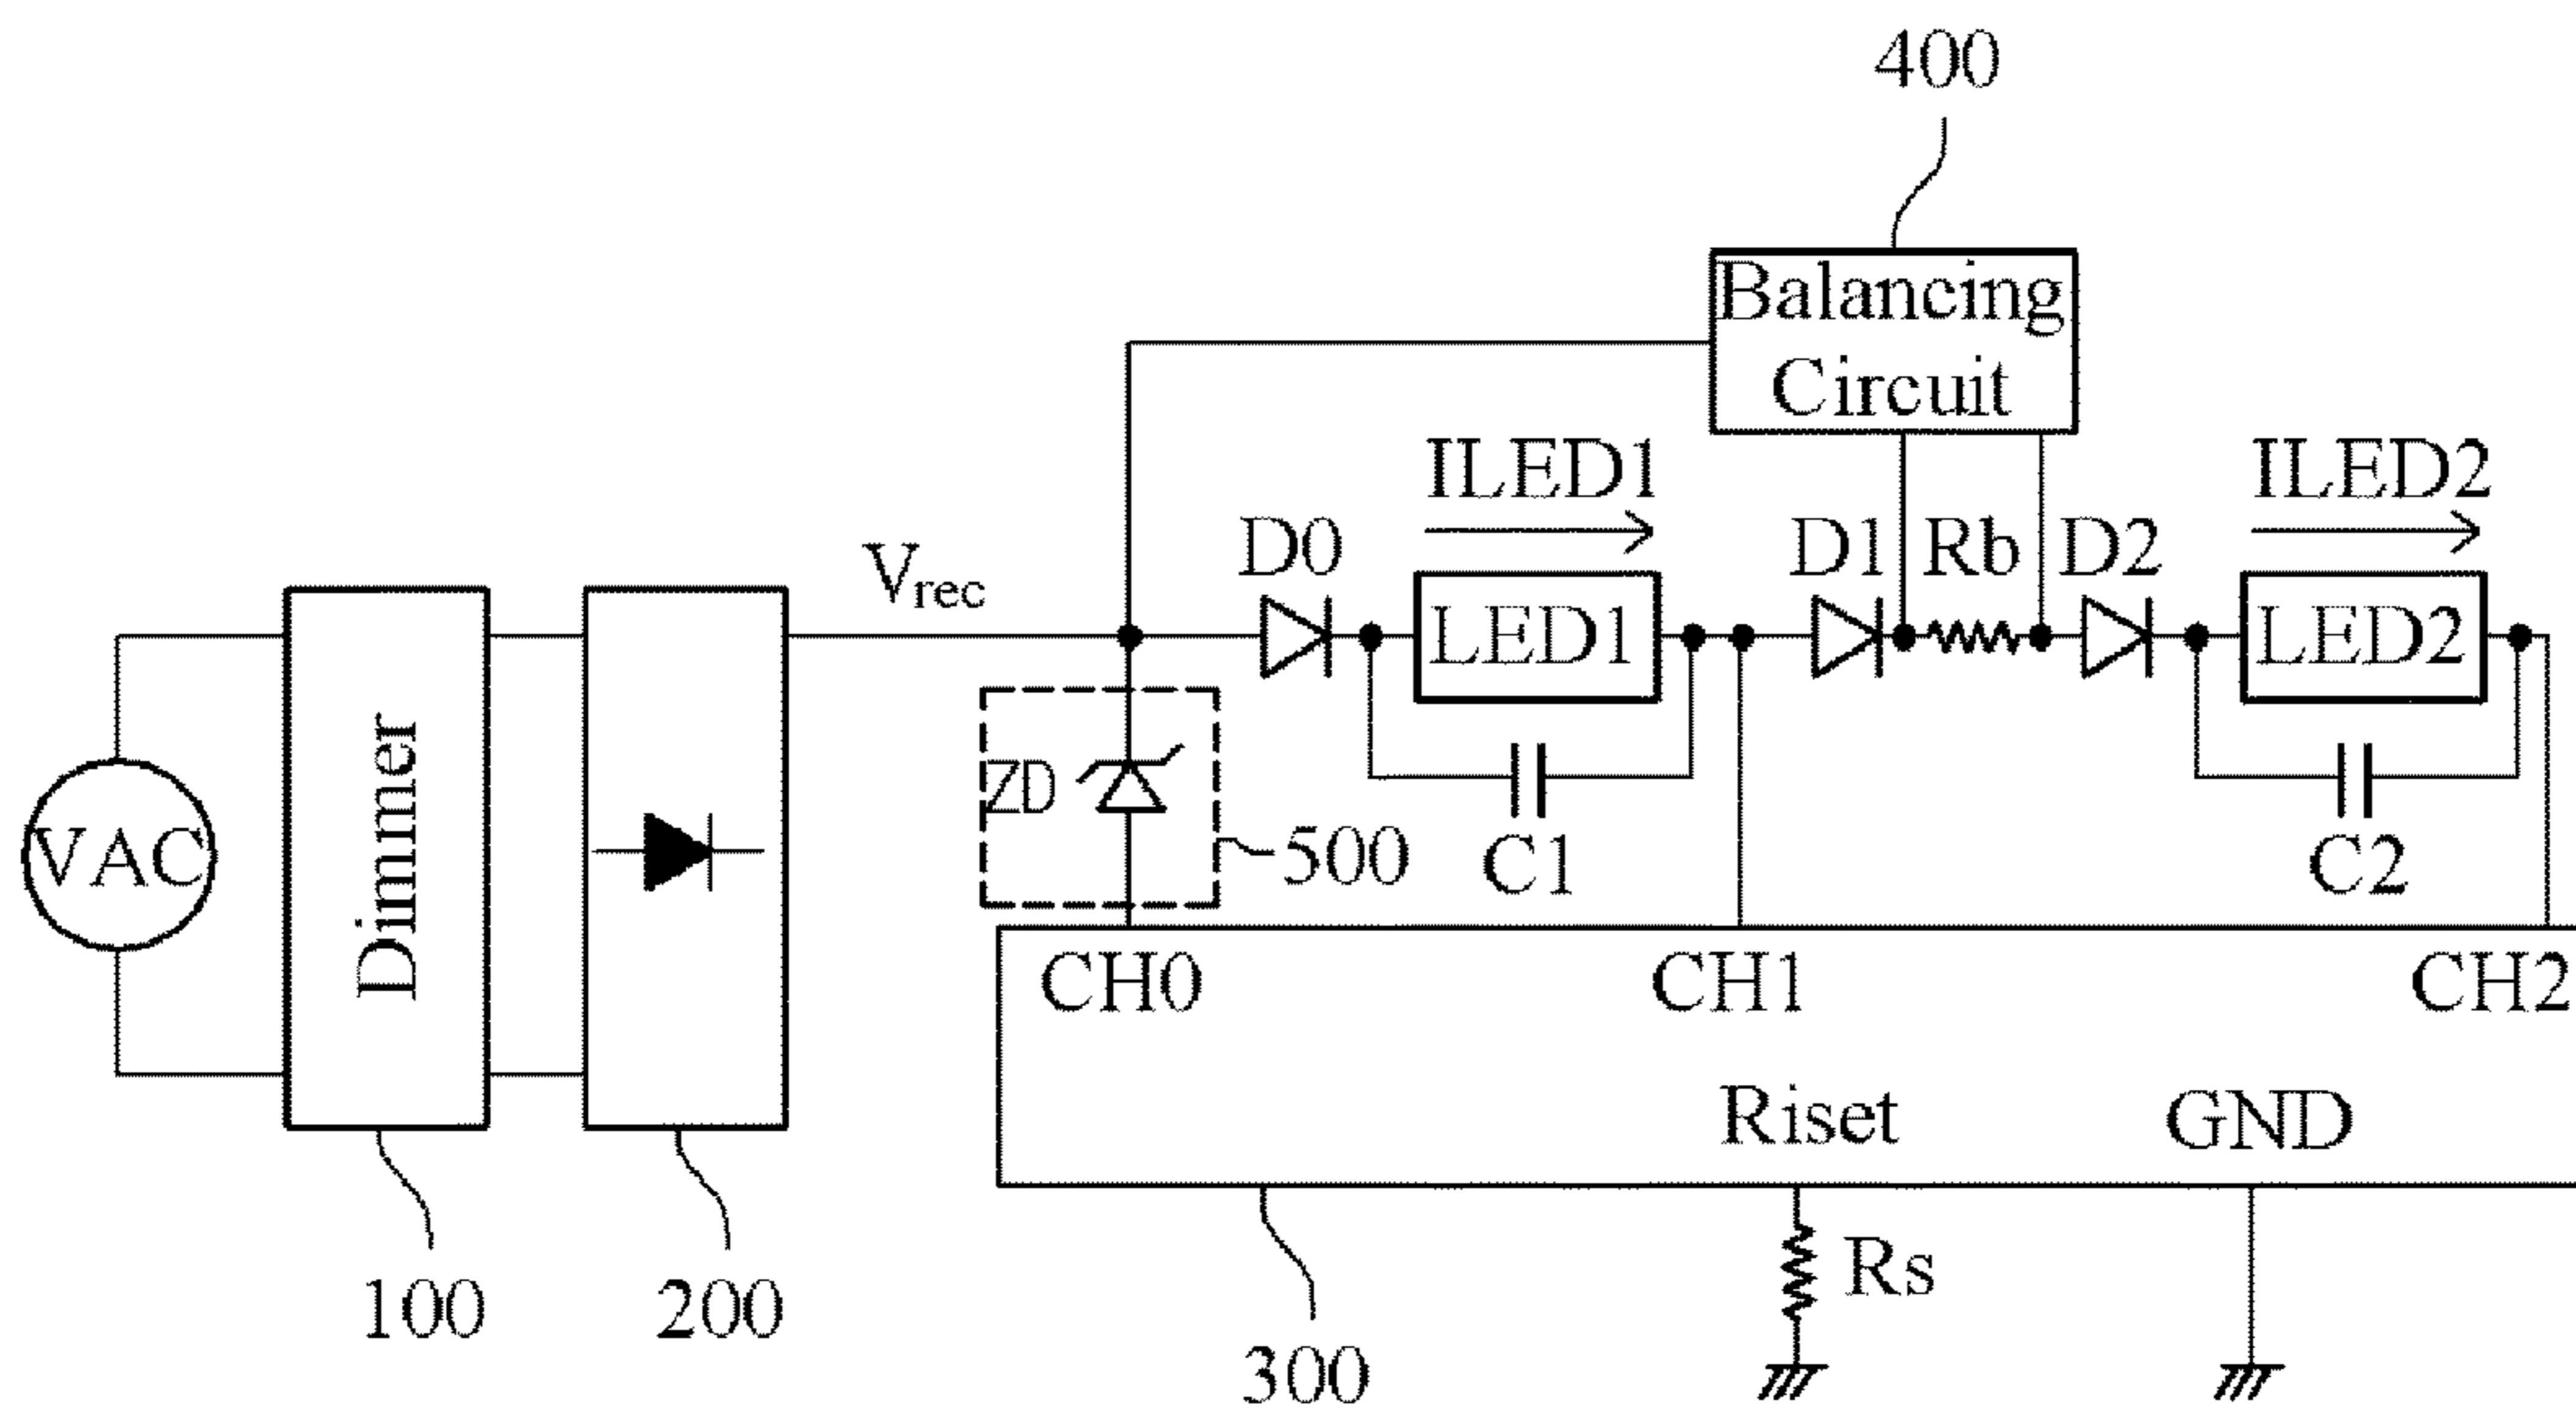 400
Balancing
Circuit
ILED1
ILED2
D0
D1
Rb
D2
Vrec
LED1
LED2
ZD
500
C1
C2
VAC
Dimmer
CH0
CH1
CH2
Riset
GND
Rs
100
200
300